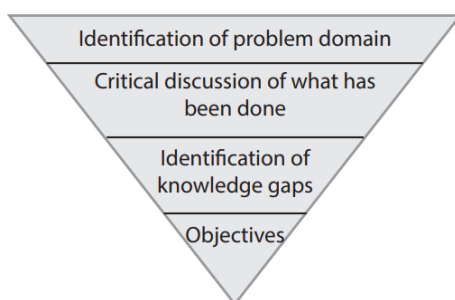 Identification of problem domain
Critical discussion of what has
been done
Identification of
knowledge gaps
Objectives